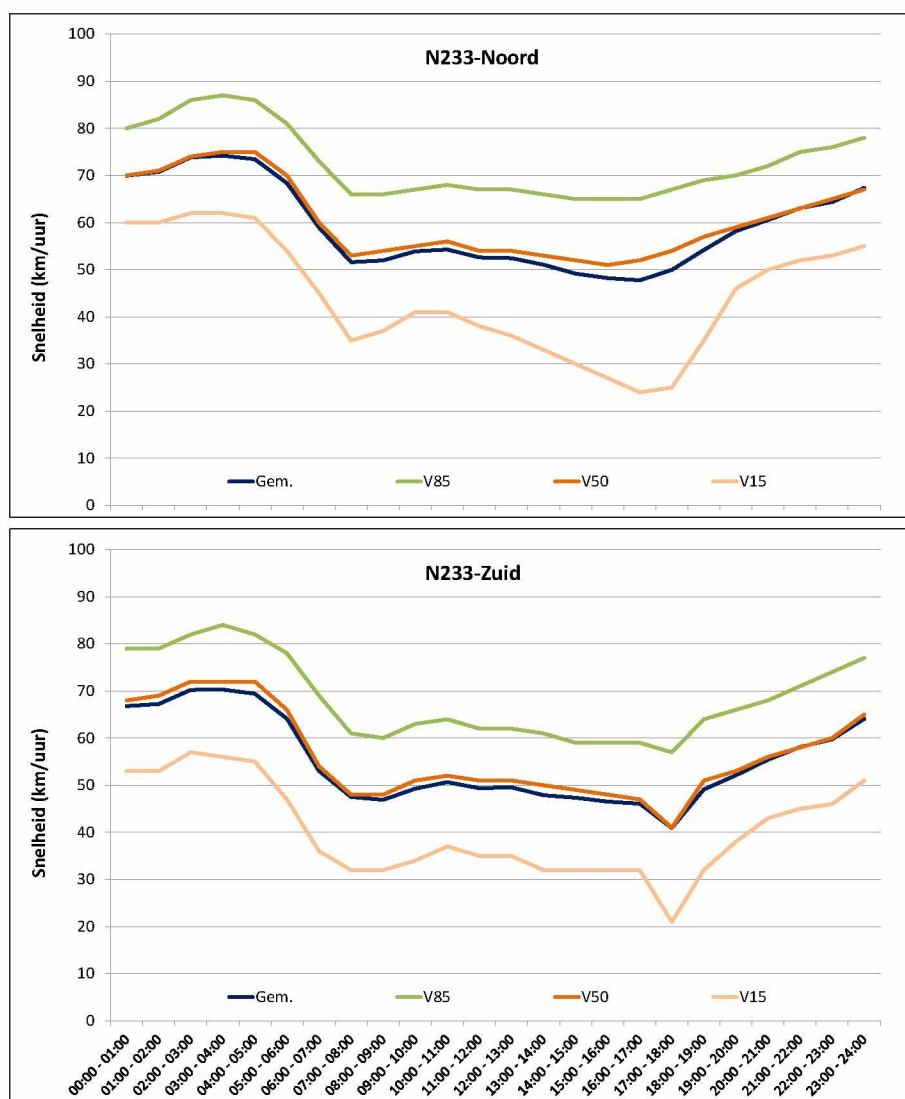 N233-Noord
Snelheid (km/uur)
100
90
80
70
60
50
40
30
20
10
0
Gem. V85 V50 V15
N233-Zuid
Snelheid (km/uur)
100
90
80
70
60
50
40
30
20
10
0
Gem. V85 V50 V15
00:00 - 01:00
01:00 - 02:00
02:00 - 03:00
03:00 - 04:00
04:00 - 05:00
05:00 - 06:00
06:00 - 07:00
07:00 - 08:00
08:00 - 09:00
09:00 - 10:00
10:00 - 11:00
11:00 - 12:00
12:00 - 13:00
13:00 - 14:00
14:00 - 15:00
15:00 - 16:00
16:00 - 17:00
17:00 - 18:00
18:00 - 19:00
19:00 - 20:00
20:00 - 21:00
21:00 - 22:00
22:00 - 23:00
23:00 - 24:00